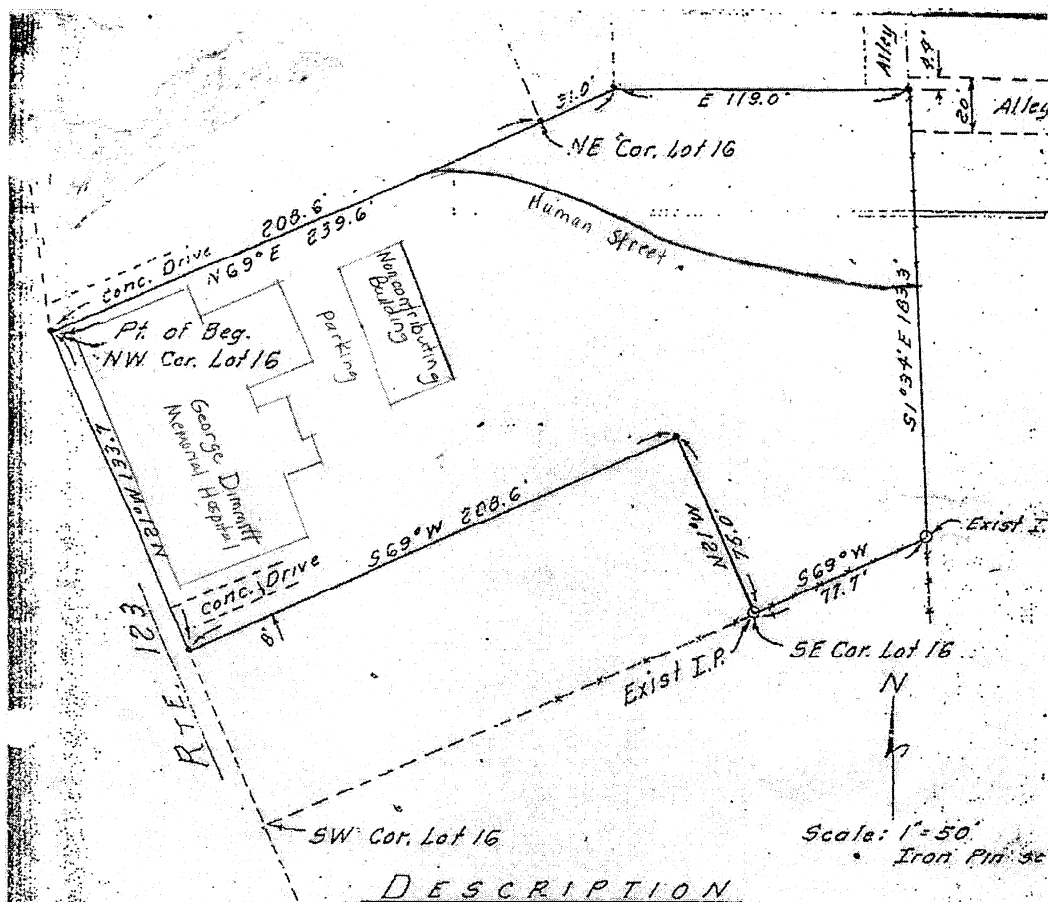 Alley
4.4'
20'
Alley
31.0'
E 119.0'
NE Cor. Lot 16
208.6'
239.6'
N69°E
Conc. Drive
Human Street
Noncontributing
Building
parking
Pt. of Beg.
NW Cor. Lot 16
S1°34'E 183.3'
George Dimmitt
Memorial Hospital
N21°W 133.7'
S69°W 208.6'
Conc. Drive
8'
N21°W
75.0'
S69°W
77.7'
Exist I.
SE Cor. Lot 16
Exist I.P.
RTE. 123
N
SW Cor. Lot 16
Scale: 1"=50'
Iron Pin se
DESCRIPTION